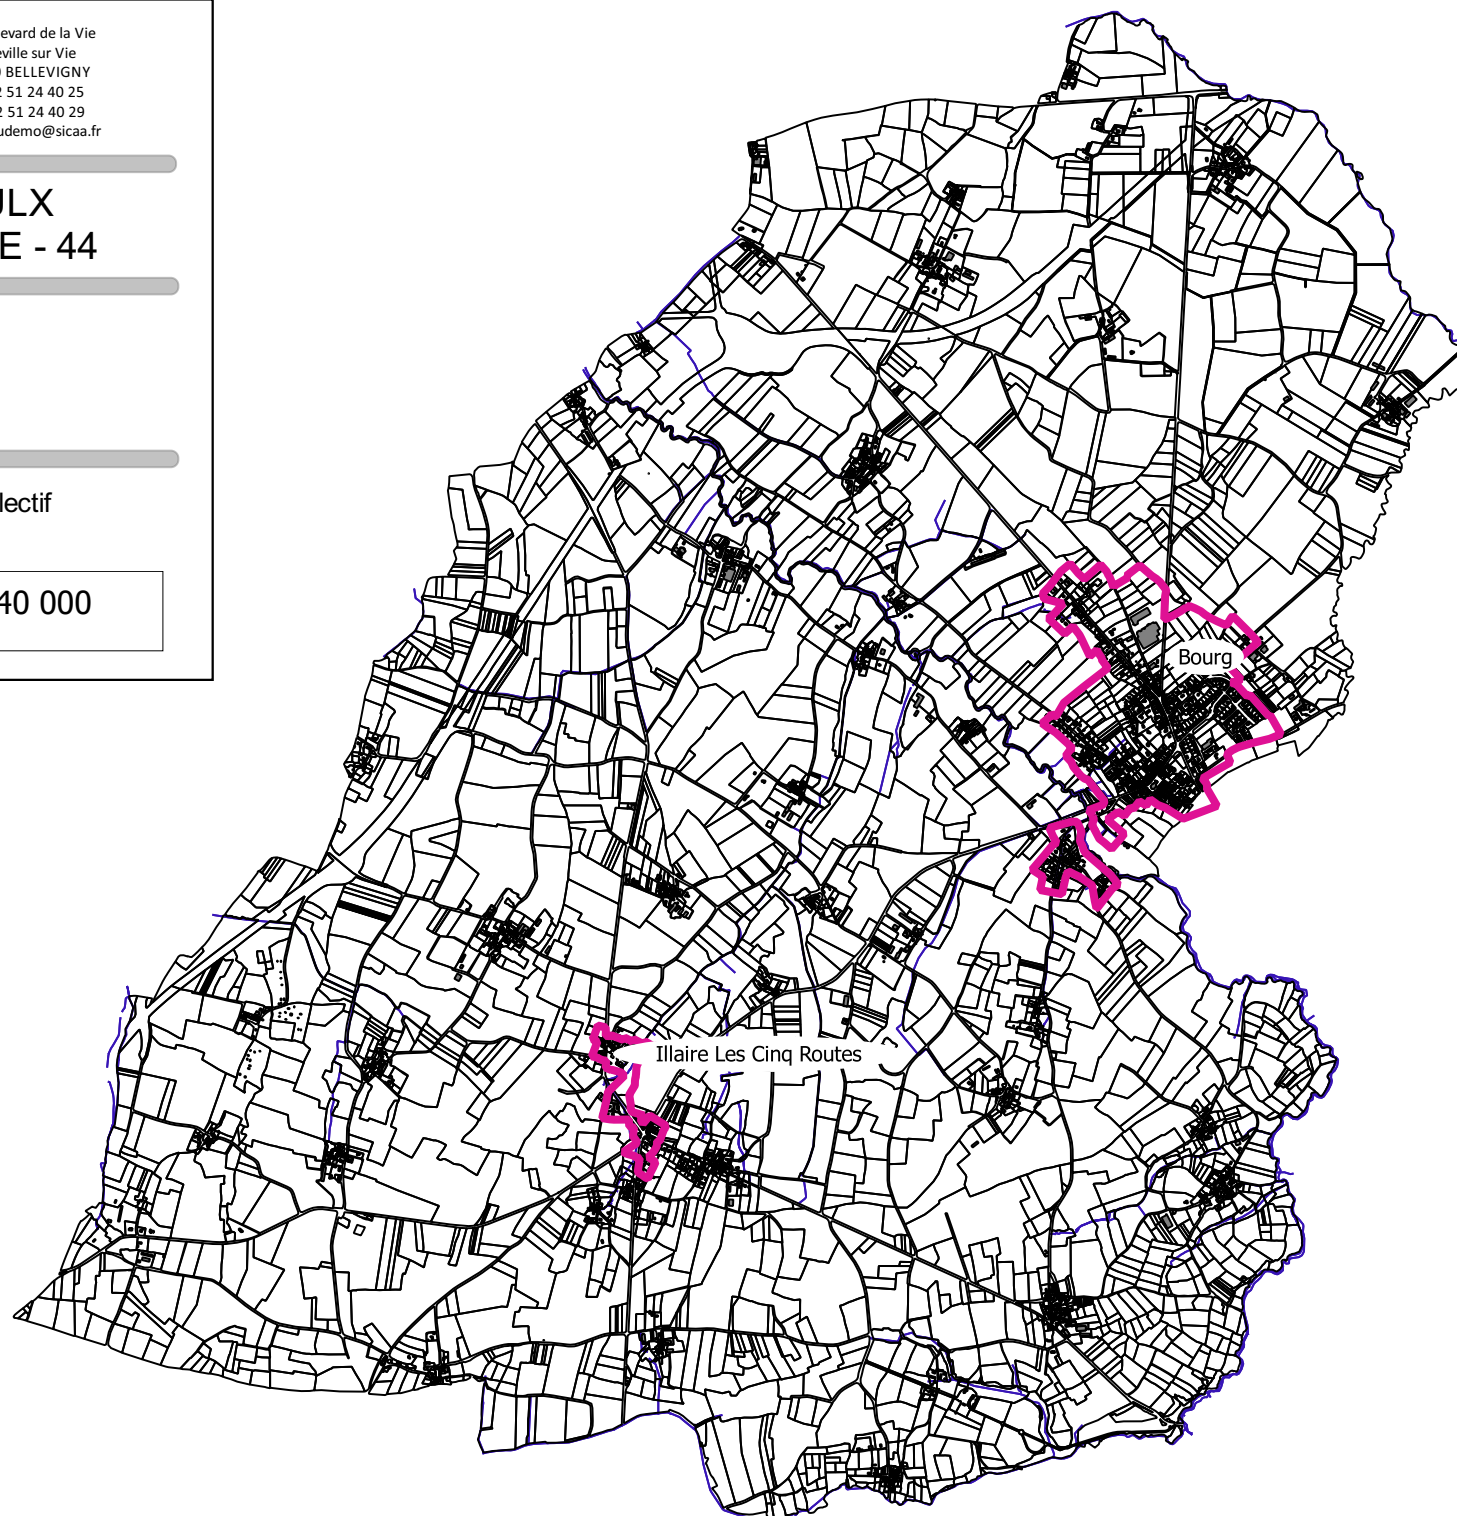 evard de la Vie
eville sur Vie
BELLEVIGNY
2 51 24 40 25
2 51 24 40 29
udemo@sicaa.fr
ULX
E - 44
lectif
40 000
Bourg
Illaire Les Cinq Routes